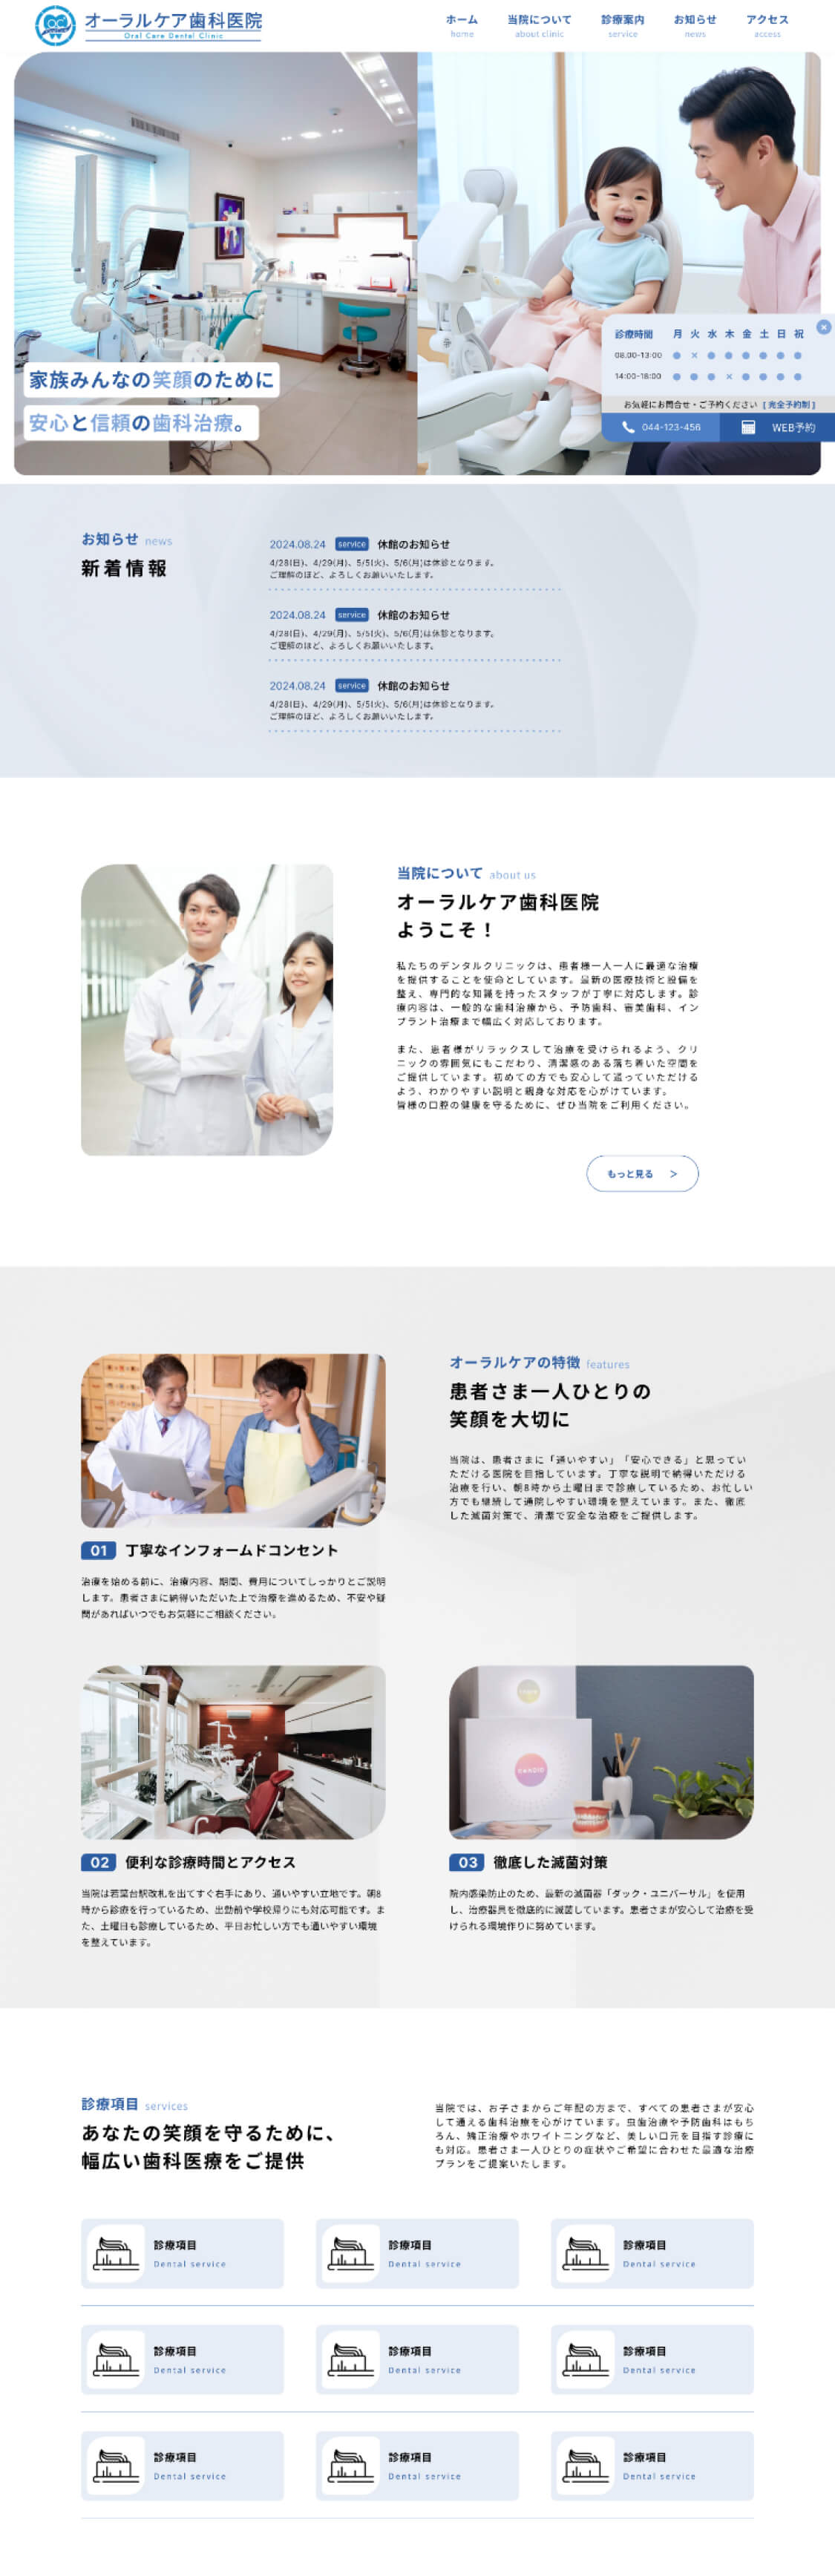 オーラルケア歯科医院
Oral Care Dental Clinic
ホーム 当院について 診療案内 お知らせ アクセス
home about clinic service news access
家族みんなの笑顔のために
安心と信頼の歯科治療。
診療時間 月 火 水 木 金 土 日 祝
08:00-13:00 ● × ● ● ● ● ● ●
14:00-18:00 ● ● ● × ● ● ● ●
お気軽にお問合せ・ご予約ください [ 完全予約制 ]
044-123-456 WEB予約
お知らせ news
新着情報
2024.08.24 service 休館のお知らせ
4/28(日)、4/29(月)、5/5(火)、5/6(月)は休診となります。
ご理解のほど、よろしくお願いいたします。
2024.08.24 service 休館のお知らせ
4/28(日)、4/29(月)、5/5(火)、5/6(月)は休診となります。
ご理解のほど、よろしくお願いいたします。
2024.08.24 service 休館のお知らせ
4/28(日)、4/29(月)、5/5(火)、5/6(月)は休診となります。
ご理解のほど、よろしくお願いいたします。
当院について about us
オーラルケア歯科医院
ようこそ！
私たちのデンタルクリニックは、患者様一人一人に最適な治療
を提供することを使命としています。最新の医療技術と設備を
整え、専門的な知識を持ったスタッフが丁寧に対応します。診
療内容は、一般的な歯科治療から、予防歯科、審美歯科、イン
プラント治療まで幅広く対応しております。
また、患者様がリラックスして治療を受けられるよう、クリ
ニックの雰囲気にもこだわり、清潔感のある落ち着いた空間を
ご提供しています。初めての方でも安心して通っていただける
よう、わかりやすい説明と親身な対応を心がけています。
皆様の口腔の健康を守るために、ぜひ当院をご利用ください。
もっと見る ＞
オーラルケアの特徴 features
患者さま一人ひとりの
笑顔を大切に
当院は、患者さまに「通いやすい」「安心できる」と思ってい
ただける医院を目指しています。丁寧な説明で納得いただける
治療を行い、朝8時から土曜日まで診療しているため、お忙しい
方でも継続して通院しやすい環境を整えています。また、徹底
した滅菌対策で、清潔で安全な治療をご提供します。
01 丁寧なインフォームドコンセント
治療を始める前に、治療内容、期間、費用についてしっかりとご説明
します。患者さまに納得いただいた上で治療を進めるため、不安や疑
問があればいつでもお気軽にご相談ください。
02 便利な診療時間とアクセス
当院は若葉台駅改札を出てすぐ右手にあり、通いやすい立地です。朝8
時から診療を行っているため、出勤前や学校帰りにも対応可能です。ま
た、土曜日も診療しているため、平日お忙しい方でも通いやすい環境
を整えています。
03 徹底した滅菌対策
院内感染防止のため、最新の滅菌器「ダック・ユニバーサル」を使用
し、治療器具を徹底的に滅菌しています。患者さまが安心して治療を受
けられる環境作りに努めています。
診療項目 services
あなたの笑顔を守るために、
幅広い歯科医療をご提供
当院では、お子さまからご年配の方まで、すべての患者さまが安心
して通える歯科治療を心がけています。虫歯治療や予防歯科はもち
ろん、矯正治療やホワイトニングなど、美しい口元を目指す診療に
も対応。患者さま一人ひとりの症状やご希望に合わせた最適な治療
プランをご提案いたします。
診療項目 診療項目 診療項目
Dental service Dental service Dental service
診療項目 診療項目 診療項目
Dental service Dental service Dental service
診療項目 診療項目 診療項目
Dental service Dental service Dental service